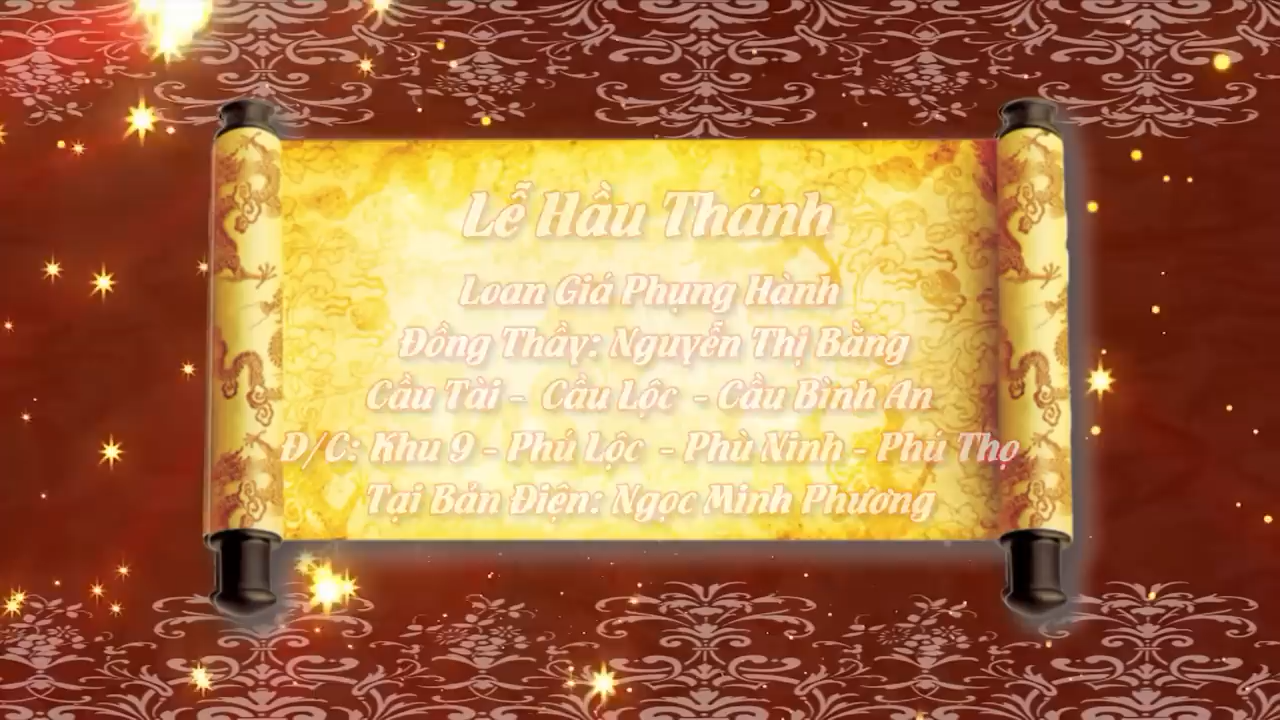 Lễ Hầu Thánh
Loan Giá Phụng Hành
Đồng Thầy: Nguyễn Thị Bằng
Cầu Tài - Cầu Lộc - Cầu Bình An
Đ/C: Khu 9 - Phú Lộc - Phù Ninh - Phú Thọ
Tại Bản Điện: Ngọc Minh Phương